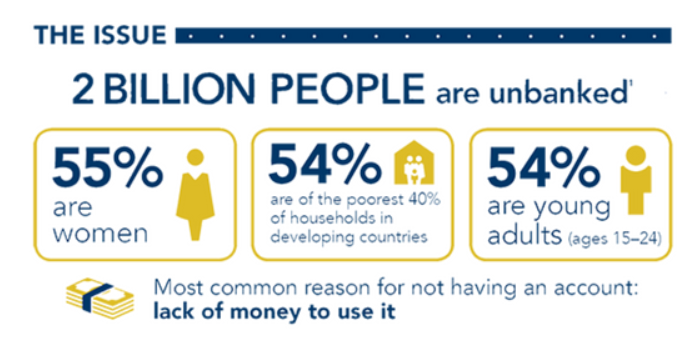 THE ISSUE
2 BILLION PEOPLE are unbanked¹
55%
are
women
54%
are of the poorest 40%
of households in
developing countries
54%
are young
adults (ages 15–24)
Most common reason for not having an account:
lack of money to use it